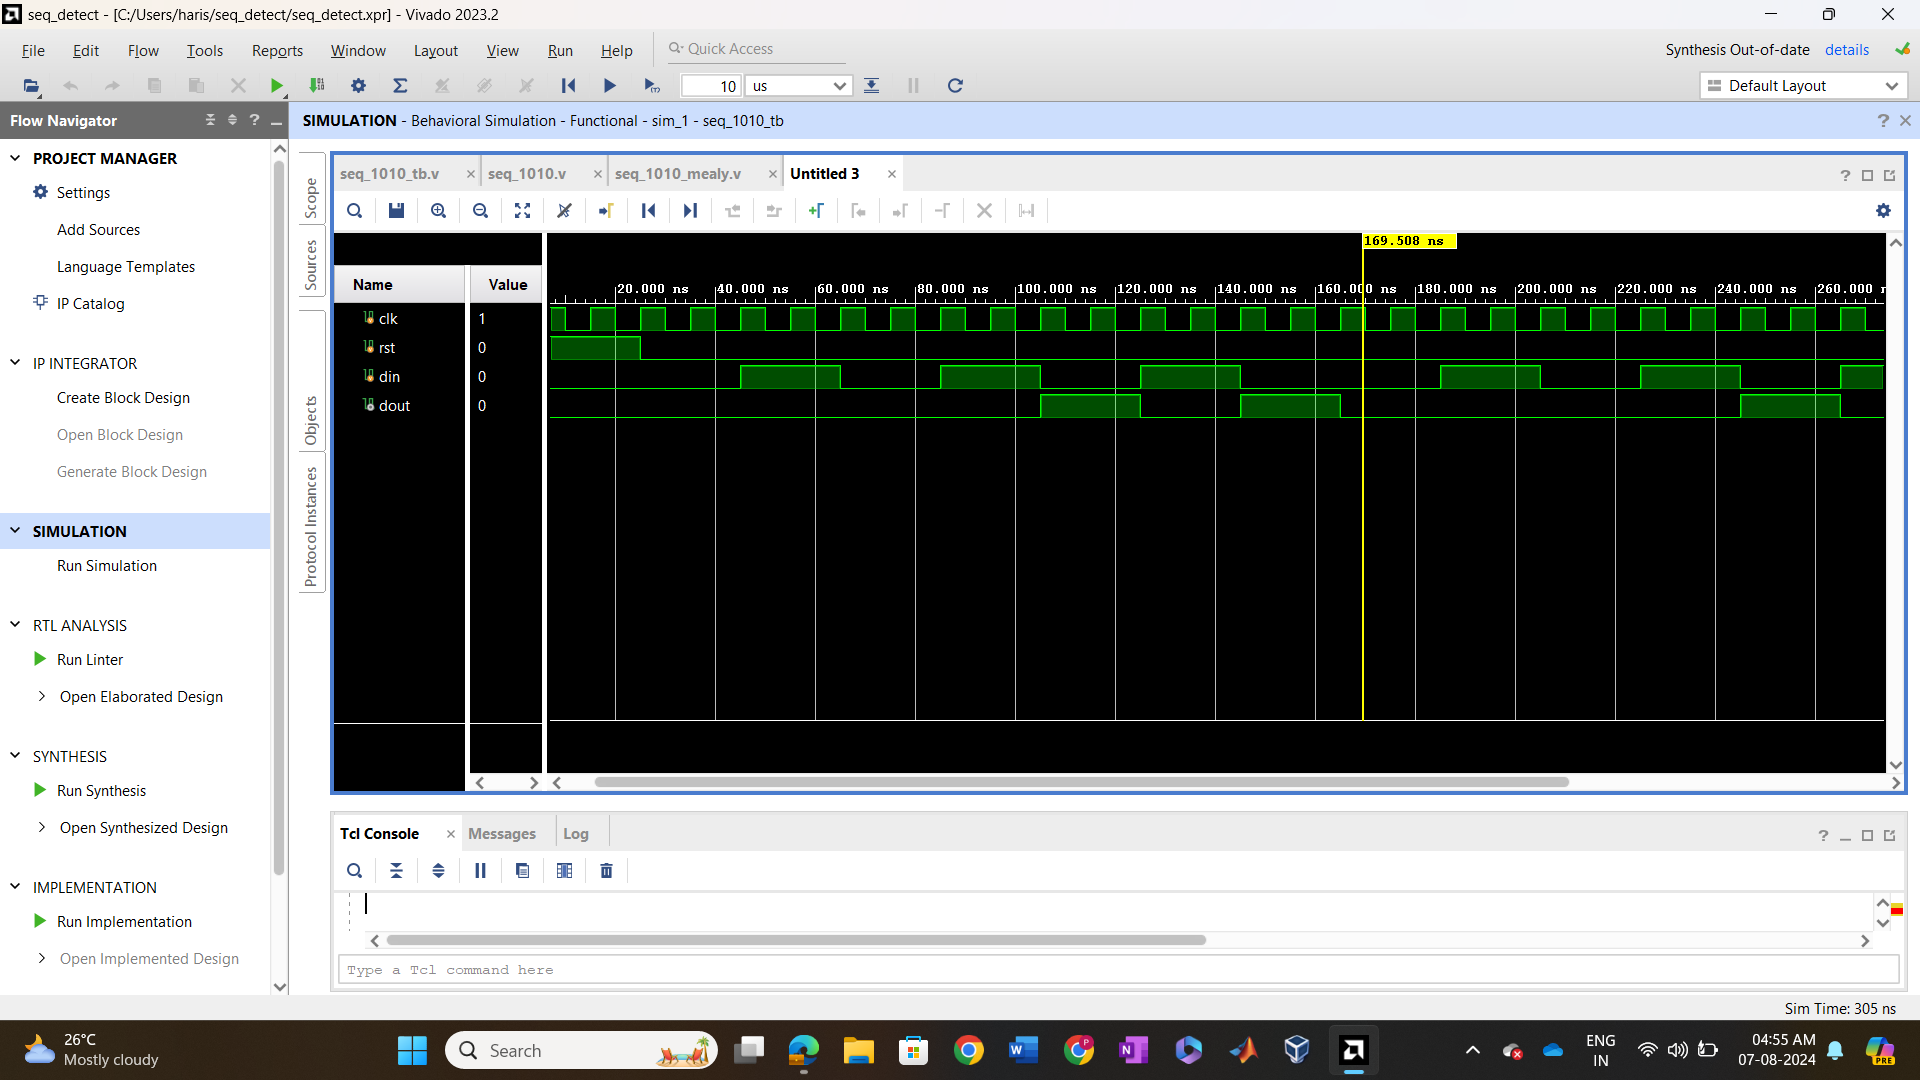 seq_detect - [C:/Users/haris/seq_detect/seq_detect.xpr] - Vivado 2023.2
File Edit Flow Tools Reports Window Layout View Run Help Quick Access
Synthesis Out-of-date details
10 us
Default Layout
Flow Navigator
SIMULATION - Behavioral Simulation - Functional - sim_1 - seq_1010_tb
PROJECT MANAGER
Settings
Add Sources
Language Templates
IP Catalog
IP INTEGRATOR
Create Block Design
Open Block Design
Generate Block Design
SIMULATION
Run Simulation
RTL ANALYSIS
Run Linter
Open Elaborated Design
SYNTHESIS
Run Synthesis
Open Synthesized Design
IMPLEMENTATION
Run Implementation
Open Implemented Design
Scope
Sources
Objects
Protocol Instances
seq_1010_tb.v seq_1010.v seq_1010_mealy.v Untitled 3
169.508 ns
Name Value
20.000 ns 40.000 ns 60.000 ns 80.000 ns 100.000 ns 120.000 ns 140.000 ns 160.000 ns 180.000 ns 200.000 ns 220.000 ns 240.000 ns 260.000 n
clk 1
rst 0
din 0
dout 0
Tcl Console Messages Log
Type a Tcl command here
Sim Time: 305 ns
26°C
Mostly cloudy
Search
ENG
IN
04:55 AM
07-08-2024
PRE